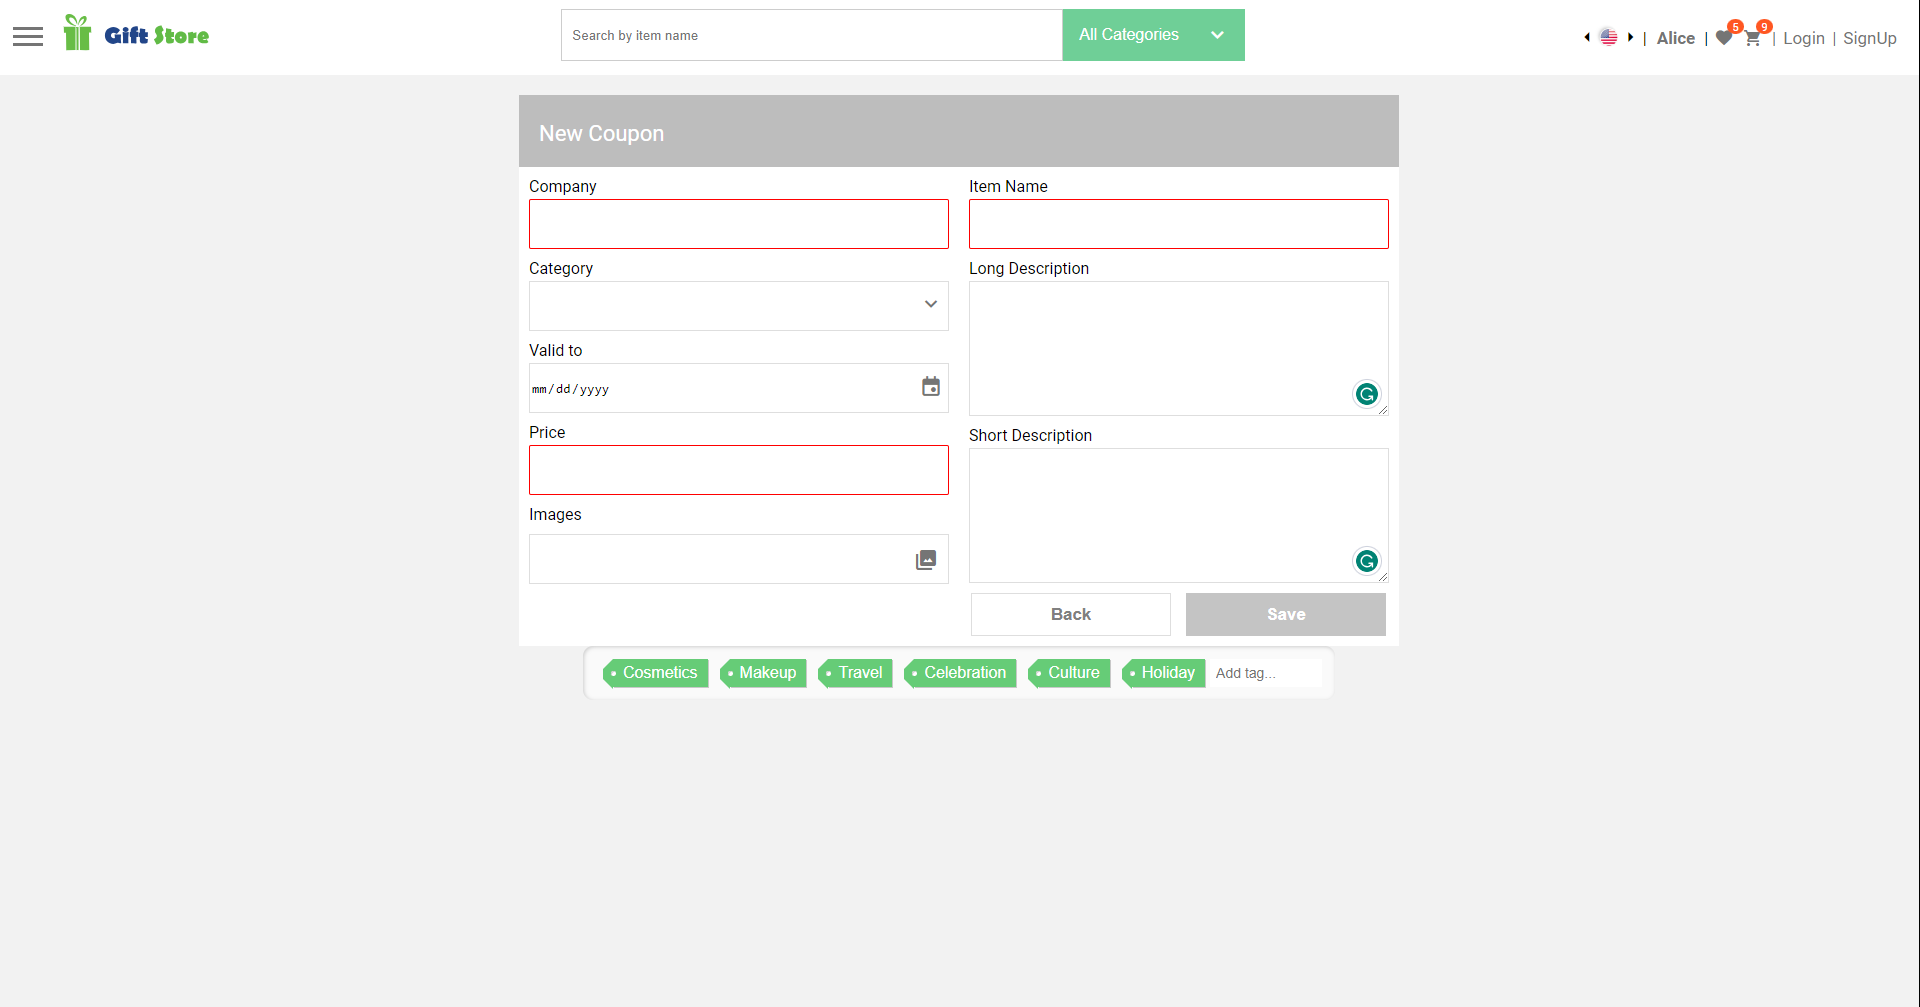 Gift Store
Search by item name
All Categories
| Alice | 5 9 | Login | SignUp
New Coupon
Company
Item Name
Category
Long Description
Valid to
mm/dd/yyyy
Price
Short Description
Images
Back
Save
Cosmetics Makeup Travel Celebration Culture Holiday Add tag...